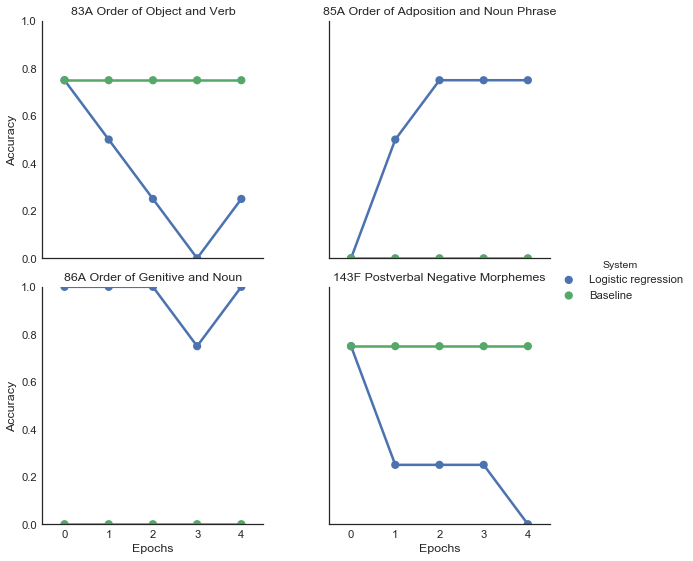 83A Order of Object and Verb
85A Order of Adposition and Noun Phrase
1.0
0.8
0.6
0.4
0.2
0.0
Accuracy
86A Order of Genitive and Noun
143F Postverbal Negative Morphemes
System
Logistic regression
Baseline
1.0
0.8
0.6
0.4
0.2
0.0
Accuracy
0 1 2 3 4
0 1 2 3 4
Epochs
Epochs